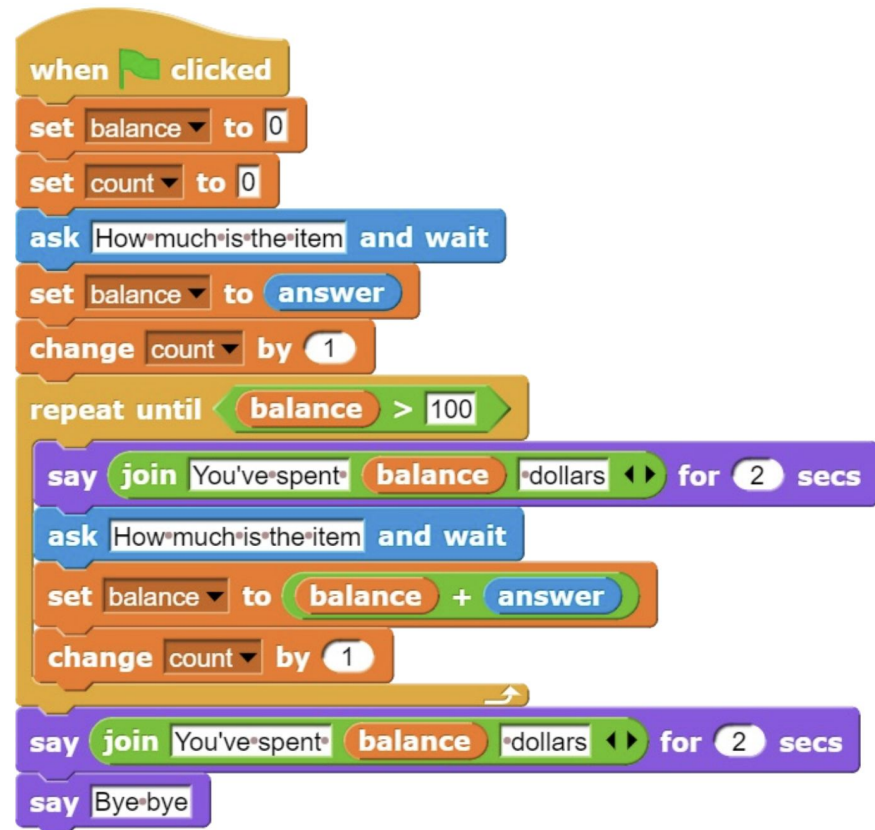 when clicked
set balance to 0
set count to 0
ask How much is the item and wait
set balance to answer
change count by 1
repeat until balance > 100
say join You've spent balance dollars for 2 secs
ask How much is the item and wait
set balance to balance + answer
change count by 1
say join You've spent balance dollars for 2 secs
say Bye bye